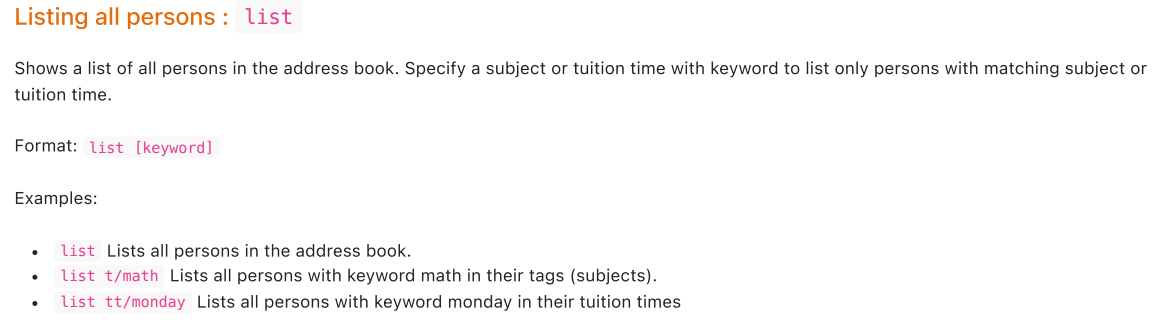 Listing all persons : list
Shows a list of all persons in the address book. Specify a subject or tuition time with keyword to list only persons with matching subject or
tuition time.
Format: list [keyword]
Examples:
• list Lists all persons in the address book.
• list t/math Lists all persons with keyword math in their tags (subjects).
• list tt/monday Lists all persons with keyword monday in their tuition times